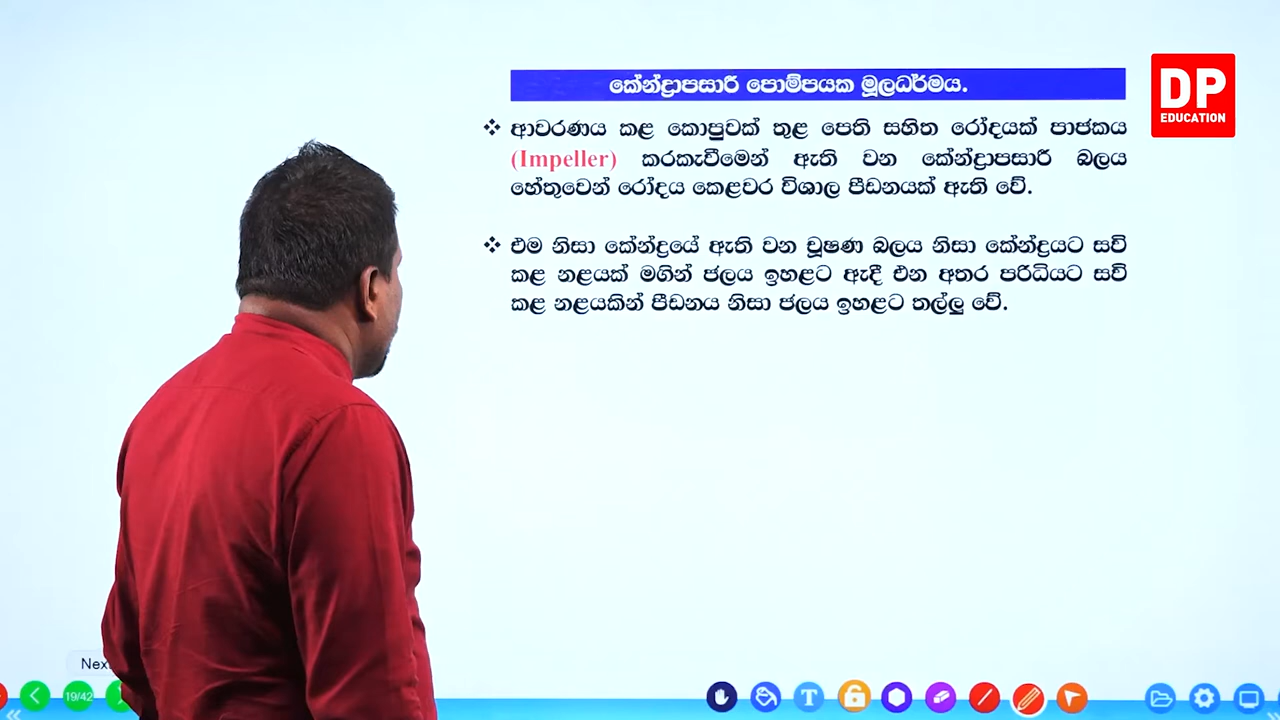 කේන්ද්‍රාපසාරී පොම්පයක මූලධර්මය.
DP
EDUCATION
❖ ආවරණය කළ කොපුවක් තුළ පෙති සහිත රෝදයක් පාජකය
(Impeller) කරකැවීමෙන් ඇති වන කේන්ද්‍රාපසාරී බලය
හේතුවෙන් රෝදය කෙළවර විශාල පීඩනයක් ඇති වේ.
❖ එම නිසා කේන්ද්‍රයේ ඇති වන චූෂණ බලය නිසා කේන්ද්‍රයට සවි
කළ නළයක් මගින් ජලය ඉහළට ඇදී එන අතර පරිධියට සවි
කළ නළයකින් පීඩනය නිසා ජලය ඉහළට තල්ලු වේ.
19/42
T